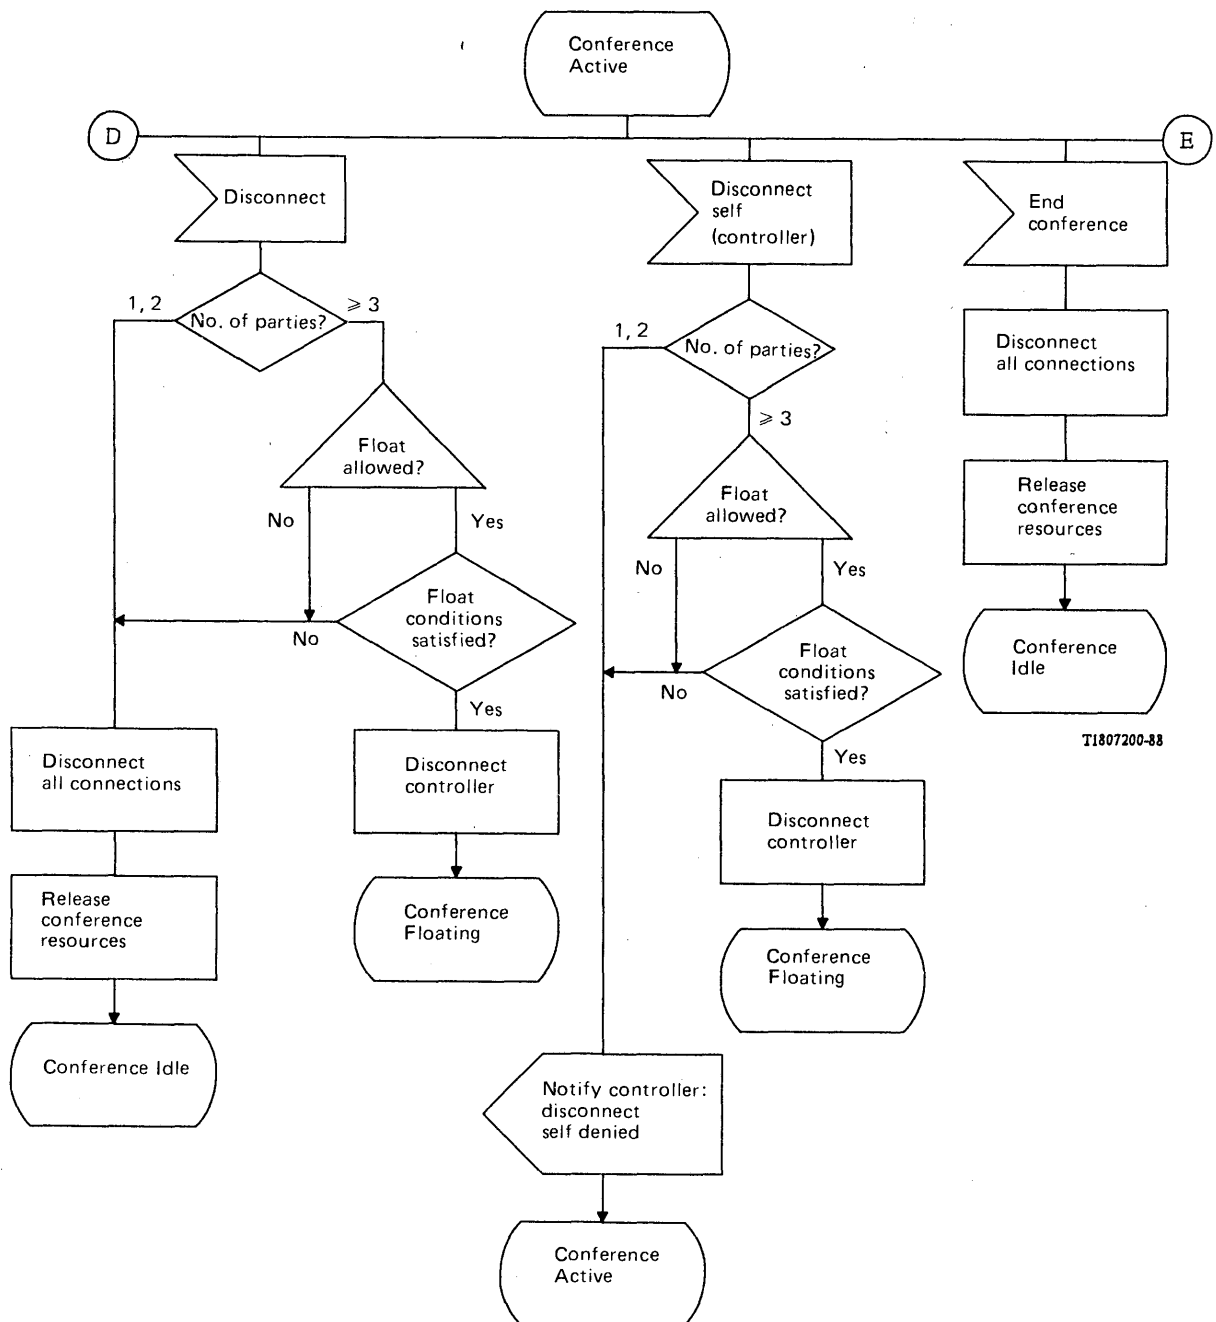 Conference
Active
D
E
Disconnect
Disconnect
self
(controller)
End
conference
1, 2
No. of parties?
⩾ 3
1, 2
No. of parties?
⩾ 3
Disconnect
all connections
Float
allowed?
No
Yes
Float
allowed?
No
Yes
Release
conference
resources
Float
conditions
satisfied?
No
Yes
Float
conditions
satisfied?
No
Yes
Conference
Idle
T1807200-88
Disconnect
all connections
Disconnect
controller
Disconnect
controller
Release
conference
resources
Conference
Floating
Conference
Floating
Conference Idle
Notify controller:
disconnect
self denied
Conference
Active